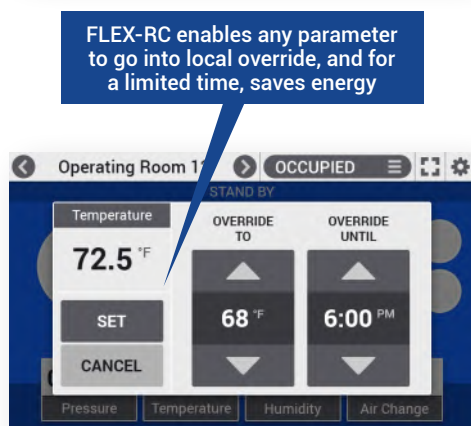 FLEX-RC enables any parameter
to go into local override, and for
a limited time, saves energy
Operating Room
OCCUPIED
STAND BY
Temperature
72.5 °F
SET
CANCEL
OVERRIDE
TO
68 °F
OVERRIDE
UNTIL
6:00 PM
Pressure Temperature Humidity Air Change